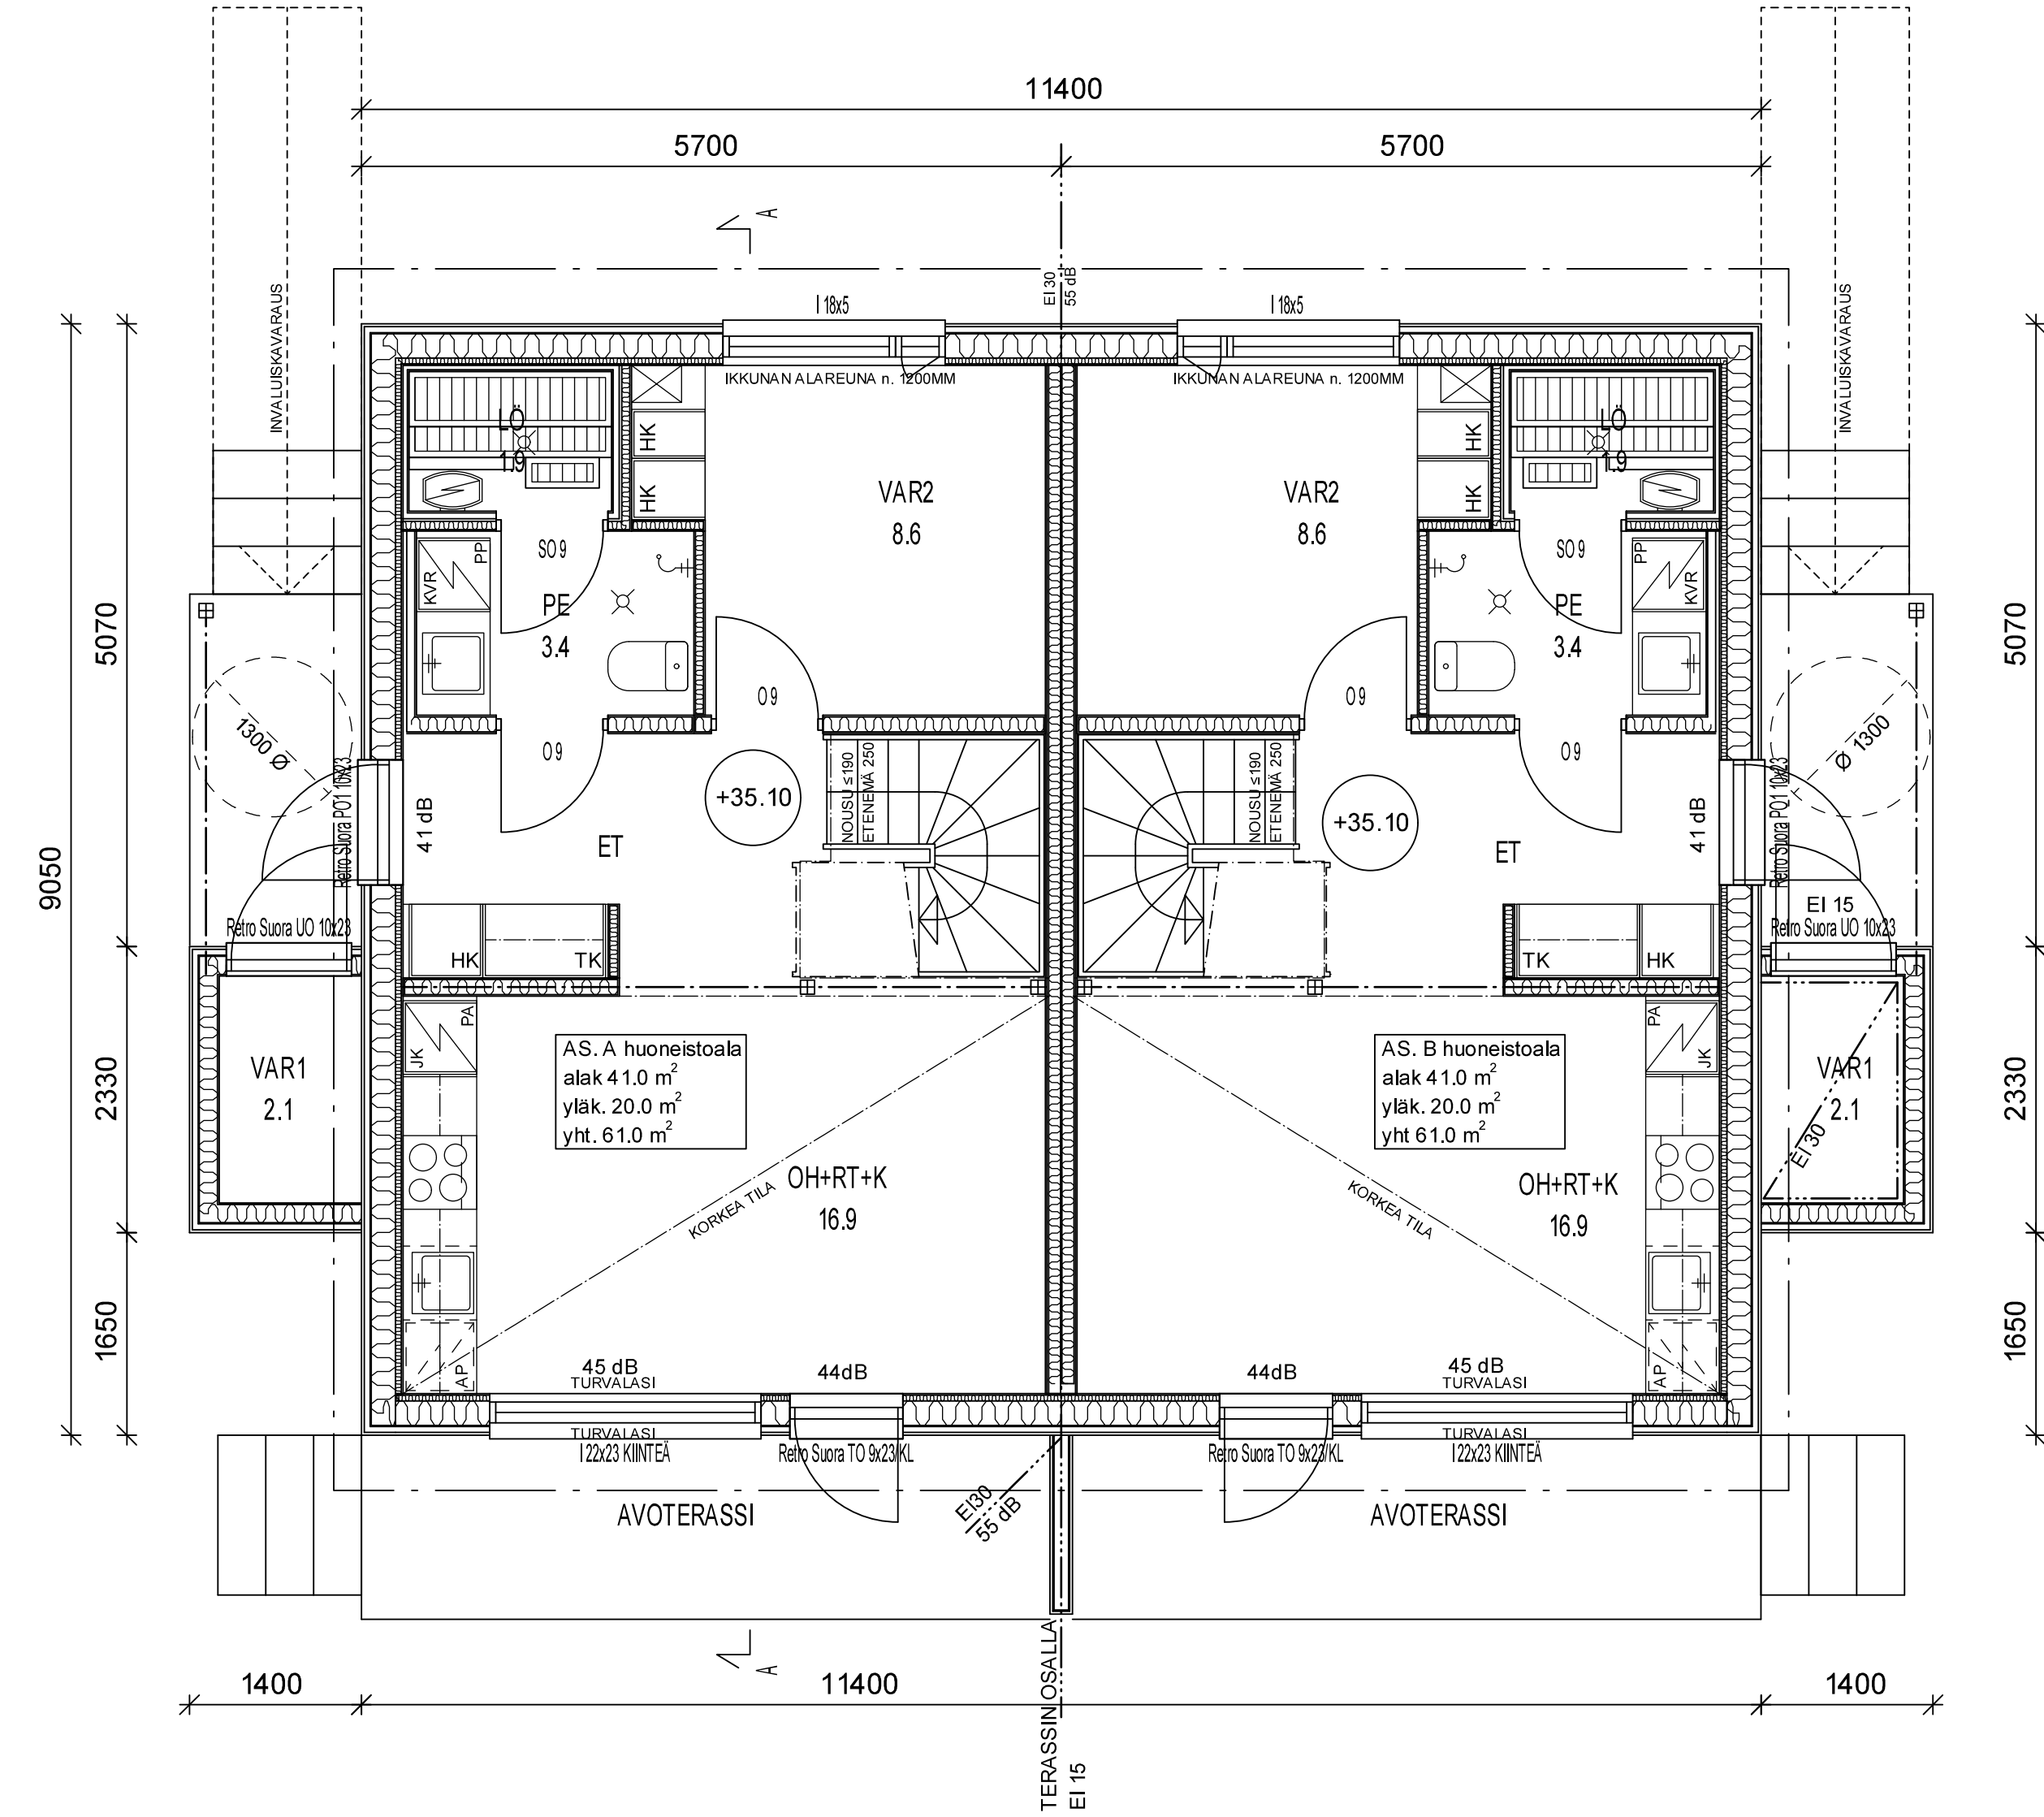 11400
5700
5700
A
INVALUISKAVARAUS
INVALUISKAVARAUS
EI 30
55 dB
I 18x5
I 18x5
IKKUNAN ALAREUNA n. 1200MM
IKKUNAN ALAREUNA n. 1200MM
LÖ
1.9
HK
HK
VAR2
8.6
VAR2
8.6
HK
HK
LÖ
1.9
SO 9
PP
KVR
PE
3.4
SO 9
PP
KVR
PE
3.4
5070
5070
O 9
O 9
O 9
O 9
1300 Ø
Ø 1300
Retro Suora PO1 10x23
Retro Suora PO1 10x23
41 dB
41 dB
+35.10
+35.10
NOUSU ≤190
ETENEMÄ 250
NOUSU ≤190
ETENEMÄ 250
ET
ET
9050
EI 15
Retro Suora UO 10x23
Retro Suora UO 10x23
HK
TK
TK
HK
PA
JK
PA
JK
VAR1
2.1
VAR1
2.1
EI 30
2330
2330
AS. A huoneistoala
alak 41.0 m²
yläk. 20.0 m²
yht. 61.0 m²
AS. B huoneistoala
alak 41.0 m²
yläk. 20.0 m²
yht 61.0 m²
OH+RT+K
16.9
OH+RT+K
16.9
KORKEA TILA
KORKEA TILA
1650
1650
AP
AP
45 dB
TURVALASI
44dB
44dB
45 dB
TURVALASI
TURVALASI
I 22x23 KIINTEÄ
Retro Suora TO 9x23/KL
Retro Suora TO 9x23/KL
TURVALASI
I 22x23 KIINTEÄ
AVOTERASSI
EI30
55 dB
AVOTERASSI
A
1400
11400
1400
TERASSIN OSALLA
EI 15